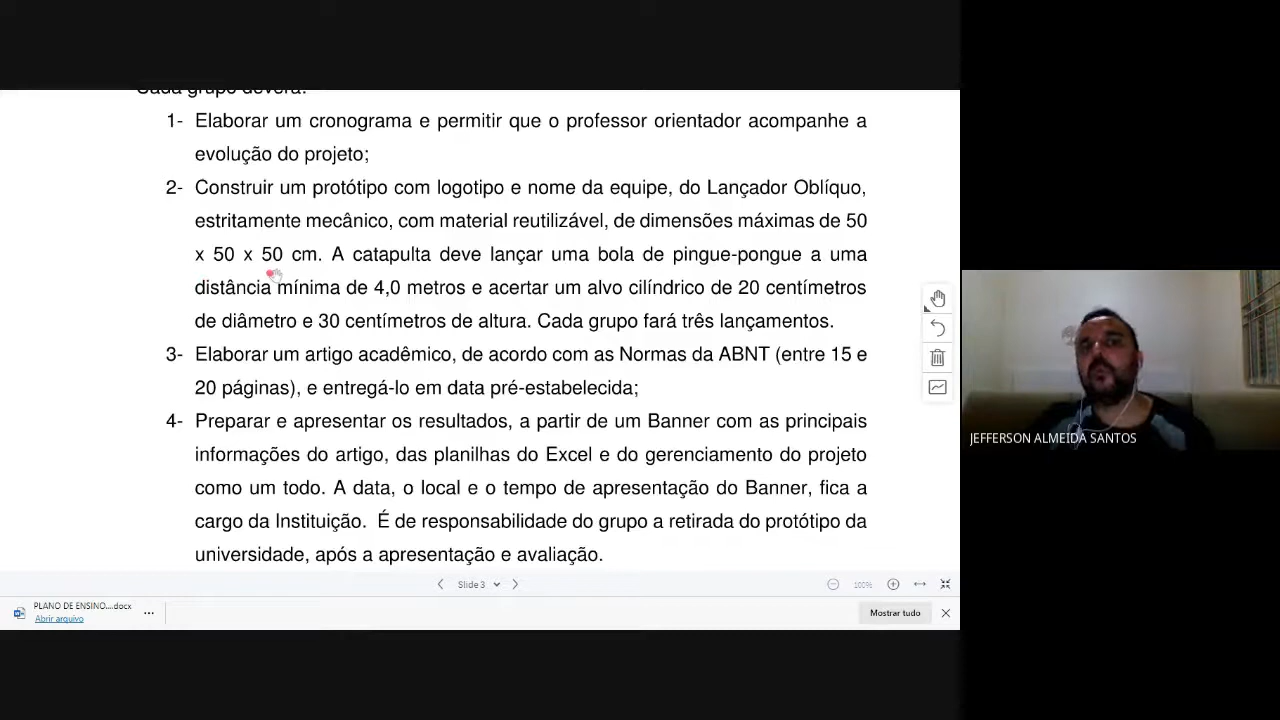 Cada grupo deverá:
1- Elaborar um cronograma e permitir que o professor orientador acompanhe a
evolução do projeto;
2- Construir um protótipo com logotipo e nome da equipe, do Lançador Oblíquo,
estritamente mecânico, com material reutilizável, de dimensões máximas de 50
x 50 x 50 cm. A catapulta deve lançar uma bola de pingue-pongue a uma
distância mínima de 4,0 metros e acertar um alvo cilíndrico de 20 centímetros
de diâmetro e 30 centímetros de altura. Cada grupo fará três lançamentos.
3- Elaborar um artigo acadêmico, de acordo com as Normas da ABNT (entre 15 e
20 páginas), e entregá-lo em data pré-estabelecida;
4- Preparar e apresentar os resultados, a partir de um Banner com as principais
informações do artigo, das planilhas do Excel e do gerenciamento do projeto
como um todo. A data, o local e o tempo de apresentação do Banner, fica a
cargo da Instituição. É de responsabilidade do grupo a retirada do protótipo da
universidade, após a apresentação e avaliação.
Slide 3
100%
PLANO DE ENSINO....docx
Abrir arquivo
Mostrar tudo
JEFFERSON ALMEIDA SANTOS